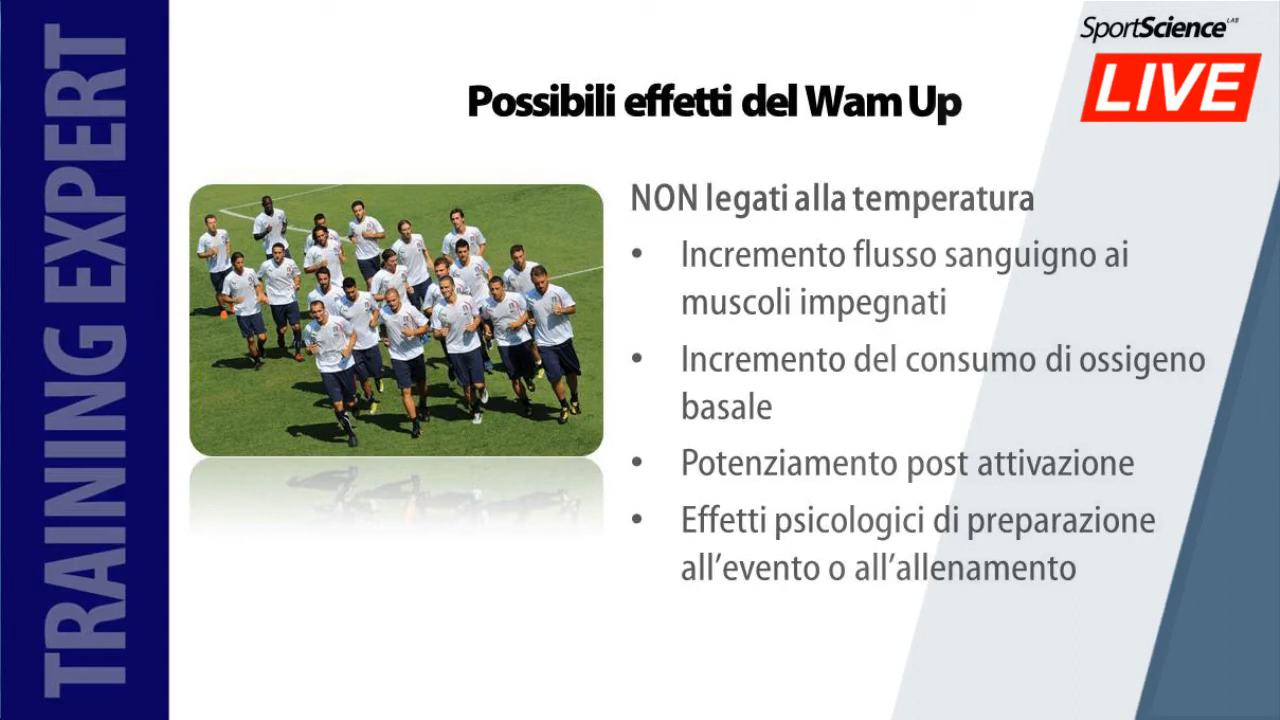 TRAINING EXPERT
SportScience LAB
LIVE
Possibili effetti del Wam Up
NON legati alla temperatura
• Incremento flusso sanguigno ai
muscoli impegnati
• Incremento del consumo di ossigeno
basale
• Potenziamento post attivazione
• Effetti psicologici di preparazione
all’evento o all’allenamento